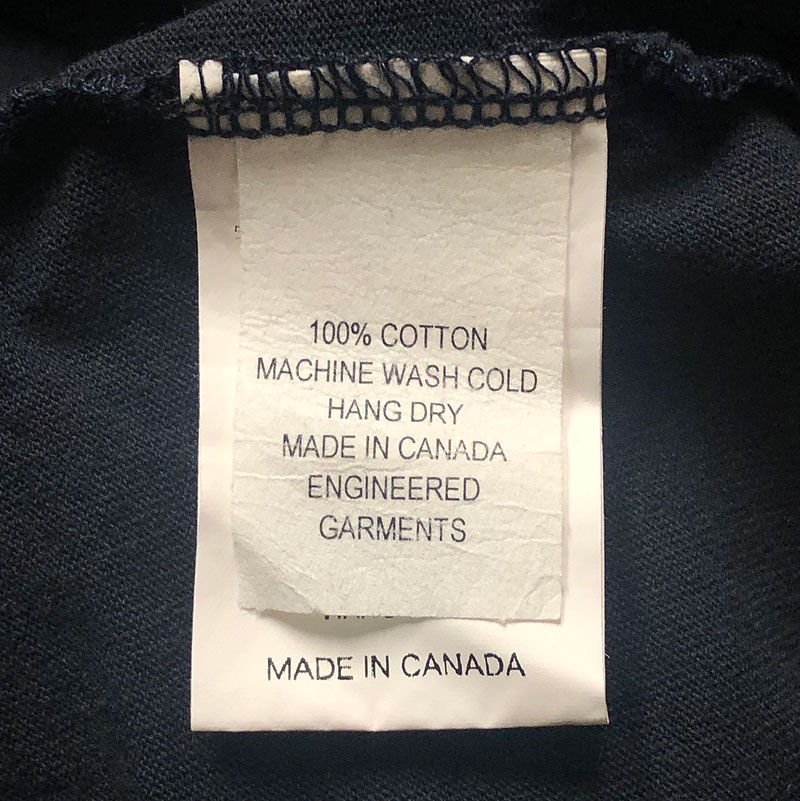 100% COTTON
MACHINE WASH COLD
HANG DRY
MADE IN CANADA
ENGINEERED
GARMENTS
MADE IN CANADA